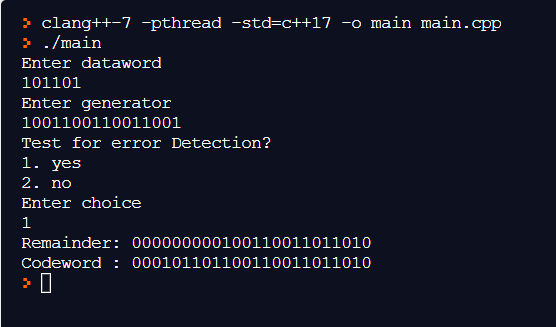 > clang++-7 -pthread -std=c++17 -o main main.cpp
> ./main
Enter dataword
101101
Enter generator
1001100110011001
Test for error Detection?
1. yes
2. no
Enter choice
1
Remainder: 000000000100110011011010
Codeword : 000101101100110011011010
>